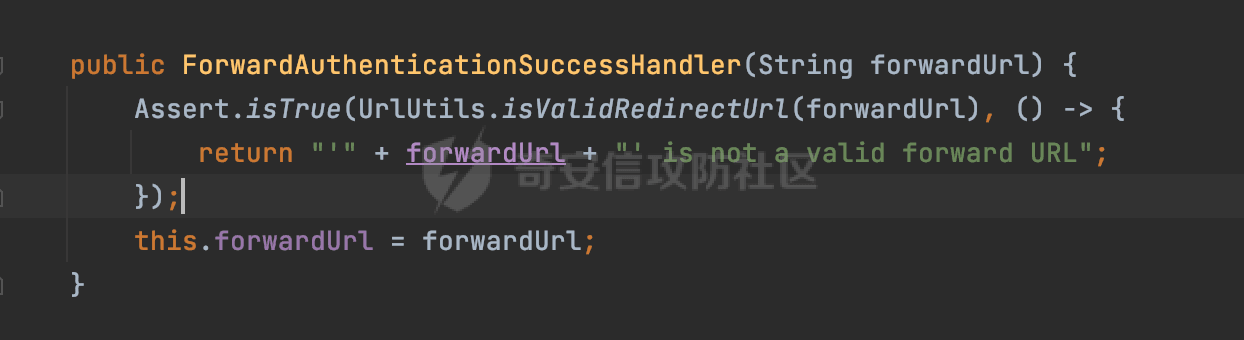 public ForwardAuthenticationSuccessHandler(String forwardUrl) {
    Assert.isTrue(UrlUtils.isValidRedirectUrl(forwardUrl), () -> {
        return "'" + forwardUrl + "' is not a valid forward URL";
奇安信攻防社区
    });
    this.forwardUrl = forwardUrl;
}